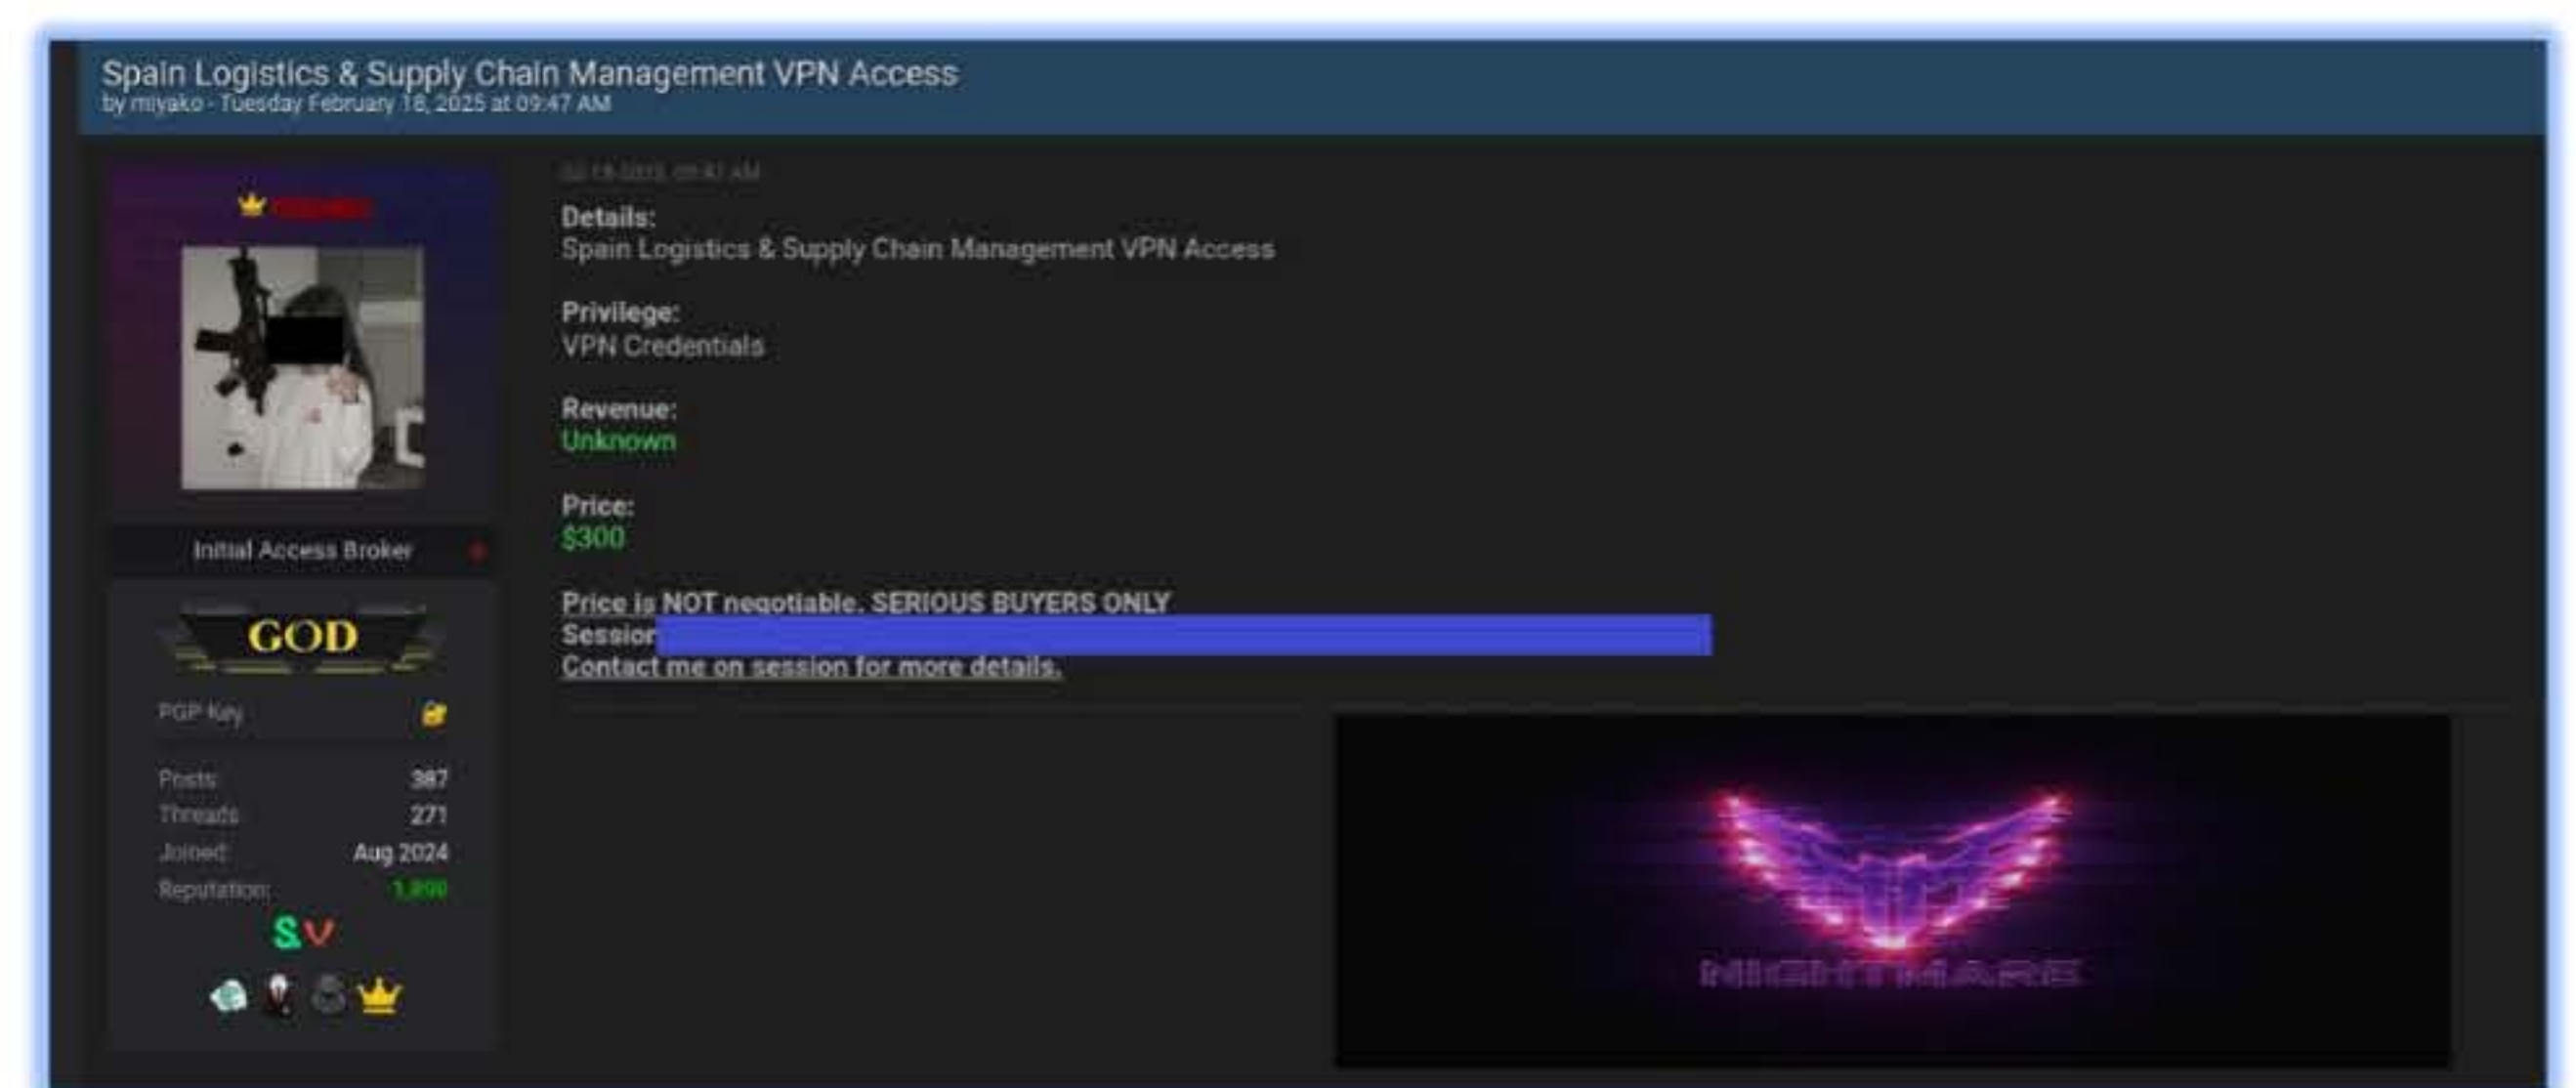 Spain Logistics & Supply Chain Management VPN Access
by miyako - Tuesday February 18, 2025 at 09:47 AM
Details:
Spain Logistics & Supply Chain Management VPN Access
Privilege:
VPN Credentials
Revenue:
Unknown
Price:
$300
Price is NOT negotiable. SERIOUS BUYERS ONLY
Session
Contact me on session for more details.
Initial Access Broker
GOD
PGP Key
Posts: 387
Threads: 271
Joined: Aug 2024
Reputation:
NIGHTMARE